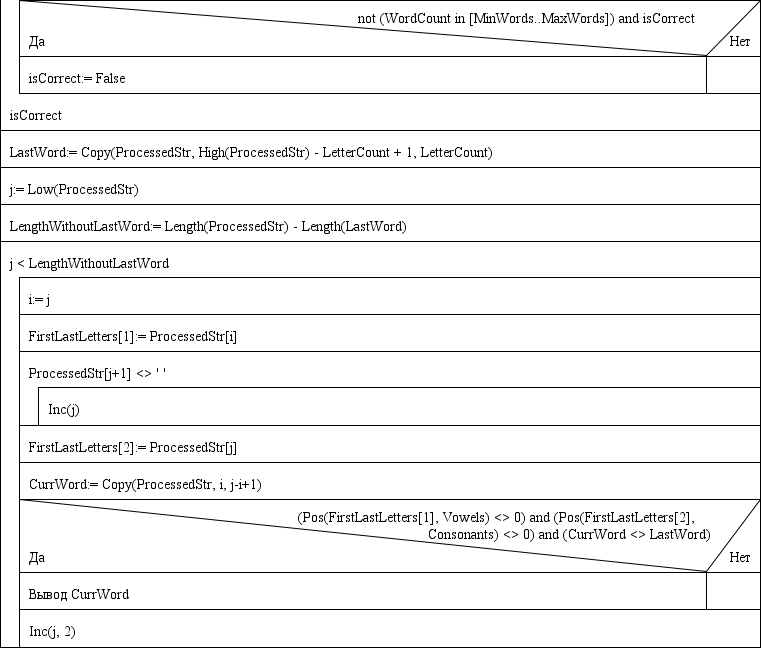 not (WordCount in [MinWords..MaxWords]) and isCorrect
Да
Нет
isCorrect:= False
isCorrect
LastWord:= Copy(ProcessedStr, High(ProcessedStr) - LetterCount + 1, LetterCount)
j:= Low(ProcessedStr)
LengthWithoutLastWord:= Length(ProcessedStr) - Length(LastWord)
j < LengthWithoutLastWord
i:= j
FirstLastLetters[1]:= ProcessedStr[i]
ProcessedStr[j+1] <> ' '
Inc(j)
FirstLastLetters[2]:= ProcessedStr[j]
CurrWord:= Copy(ProcessedStr, i, j-i+1)
(Pos(FirstLastLetters[1], Vowels) <> 0) and (Pos(FirstLastLetters[2],
Consonants) <> 0) and (CurrWord <> LastWord)
Да
Нет
Вывод CurrWord
Inc(j, 2)